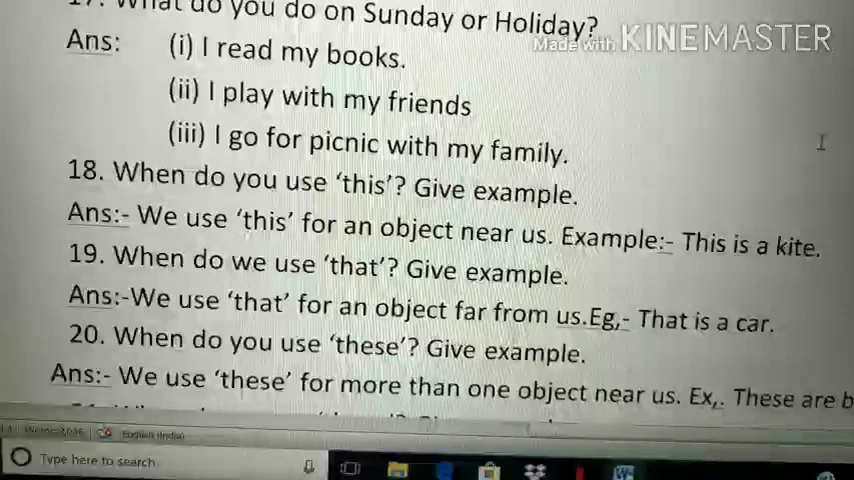 17. What do you do on Sunday or Holiday?
Made with KINEMASTER
Ans: (i) I read my books.
(ii) I play with my friends
(iii) I go for picnic with my family.
18. When do you use ‘this’? Give example.
Ans:- We use ‘this’ for an object near us. Example:- This is a kite.
19. When do we use ‘that’? Give example.
Ans:-We use ‘that’ for an object far from us.Eg,- That is a car.
20. When do you use ‘these’? Give example.
Ans:- We use ‘these’ for more than one object near us. Ex,. These are b
English (India)
Type here to search